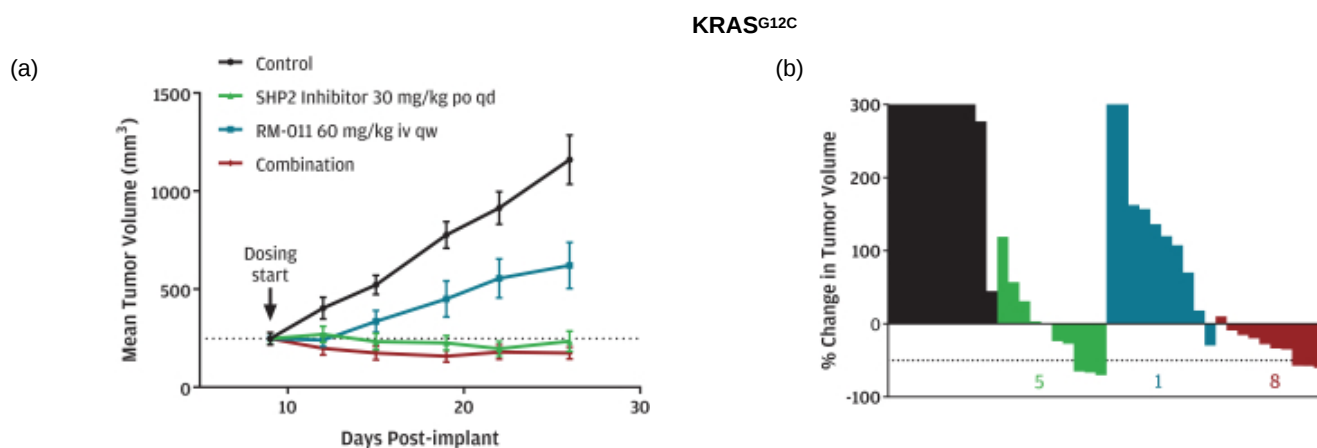 KRASG12C
(a)
Control
SHP2 Inhibitor 30 mg/kg po qd
RM-011 60 mg/kg iv qw
Combination
Mean Tumor Volume (mm³)
1500
1000
500
0
Dosing
start
10
20
30
Days Post-implant
(b)
% Change in Tumor Volume
300
200
100
0
-100
5
1
8